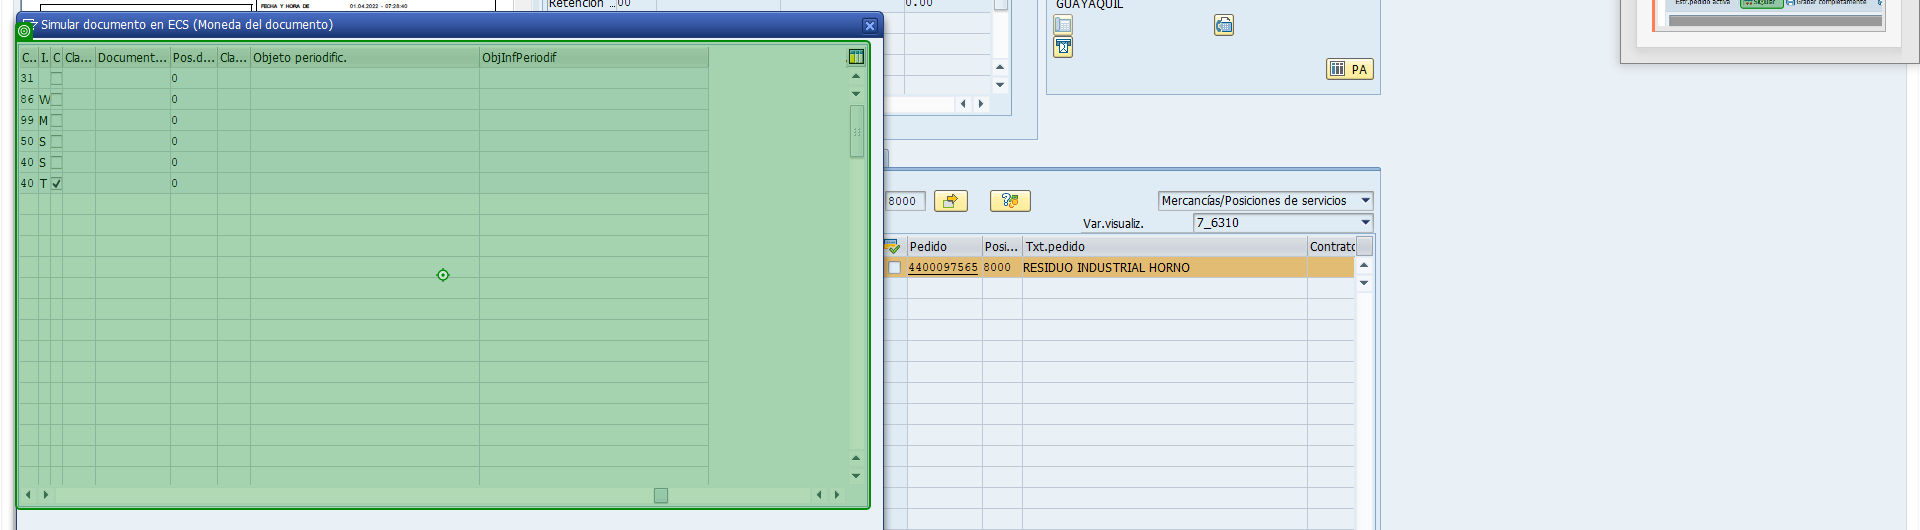 FECHA Y HORA DE 01.04.2022 - 07:28:40
Simular documento en ECS (Moneda del documento)
C.. I. C Cla... Document... Pos.d... Cla... Objeto periodific. ObjInfPeriodif
31 0
86 W 0
99 M 0
50 S 0
40 S 0
40 T 0
Retención ... 00 0.00
GUAYAQUIL
PA
8000
Mercancías/Posiciones de servicios
Var.visualiz. 7_6310
Pedido Posi... Txt.pedido Contrato
4400097565 8000 RESIDUO INDUSTRIAL HORNO
Estr.pedido activa Simular Grabar completamente